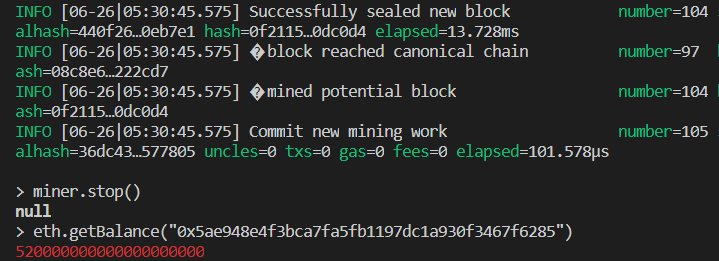 INFO [06-26|05:30:45.575] Successfully sealed new block number=104
alhash=440f26…0eb7e1 hash=0f2115…0dc0d4 elapsed=13.728ms
INFO [06-26|05:30:45.575] �block reached canonical chain number=97
ash=08c8e6…222cd7
INFO [06-26|05:30:45.575] �mined potential block number=104
ash=0f2115…0dc0d4
INFO [06-26|05:30:45.575] Commit new mining work number=105
alhash=36dc43…577805 uncles=0 txs=0 gas=0 fees=0 elapsed=101.578µs
> miner.stop()
null
> eth.getBalance("0x5ae948e4f3bca7fa5fb1197dc1a930f3467f6285")
520000000000000000000